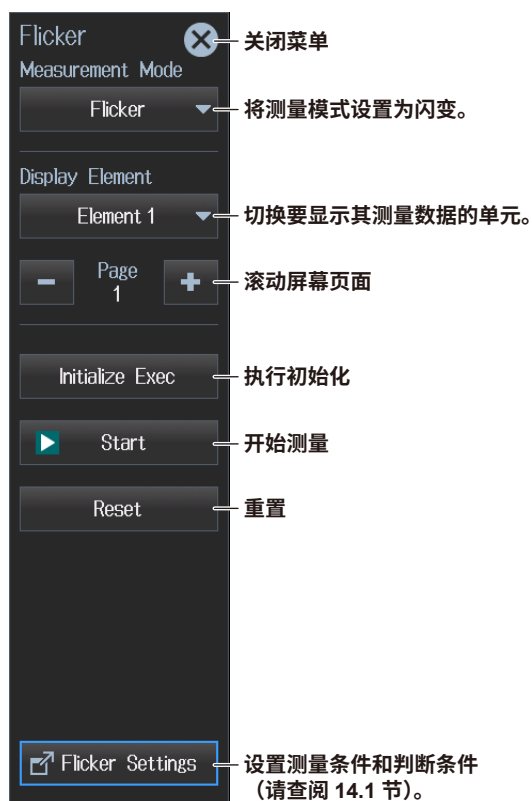 Flicker
关闭菜单
Measurement Mode
Flicker
将测量模式设置为闪变。
Display Element
Element 1
切换要显示其测量数据的单元。
Page
1
滚动屏幕页面
Initialize Exec
执行初始化
Start
开始测量
Reset
重置
Flicker Settings
设置测量条件和判断条件
（请查阅 14.1 节）。